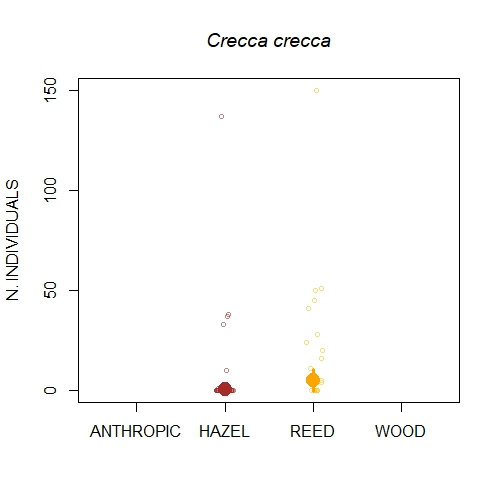 Crecca crecca
150
100
50
0
N. INDIVIDUALS
ANTHROPIC HAZEL REED WOOD